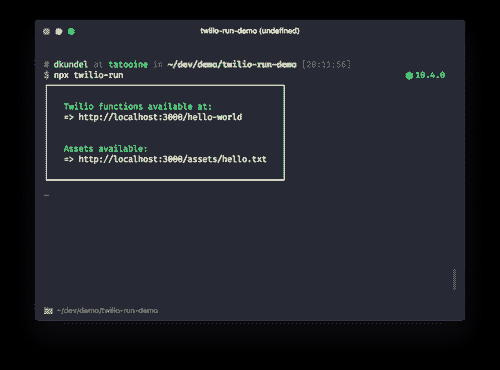 twilio-run-demo (undefined)
# dkundel at tatooine in ~/dev/demo/twilio-run-demo [20:11:56]
$ npx twilio-run
10.4.0
Twilio functions available at:
=> http://localhost:3000/hello-world
Assets available:
=> http://localhost:3000/assets/hello.txt
~/dev/demo/twilio-run-demo